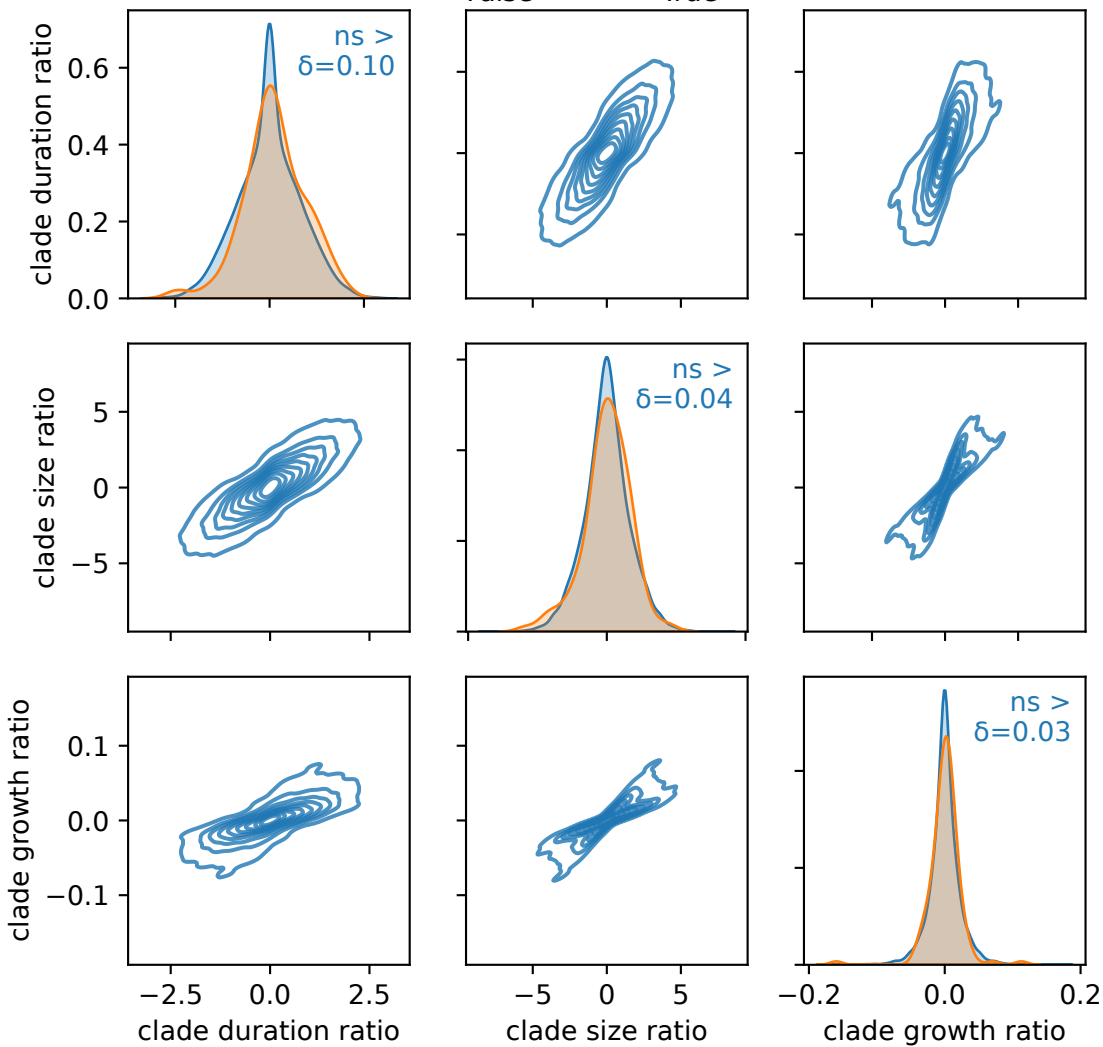 False True
clade duration ratio
0.6
0.4
0.2
0.0
ns >
δ=0.10
clade size ratio
5
0
−5
ns >
δ=0.04
clade growth ratio
0.1
0.0
−0.1
ns >
δ=0.03
−2.5 0.0 2.5
−5 0 5
−0.2 0.0 0.2
clade duration ratio
clade size ratio
clade growth ratio